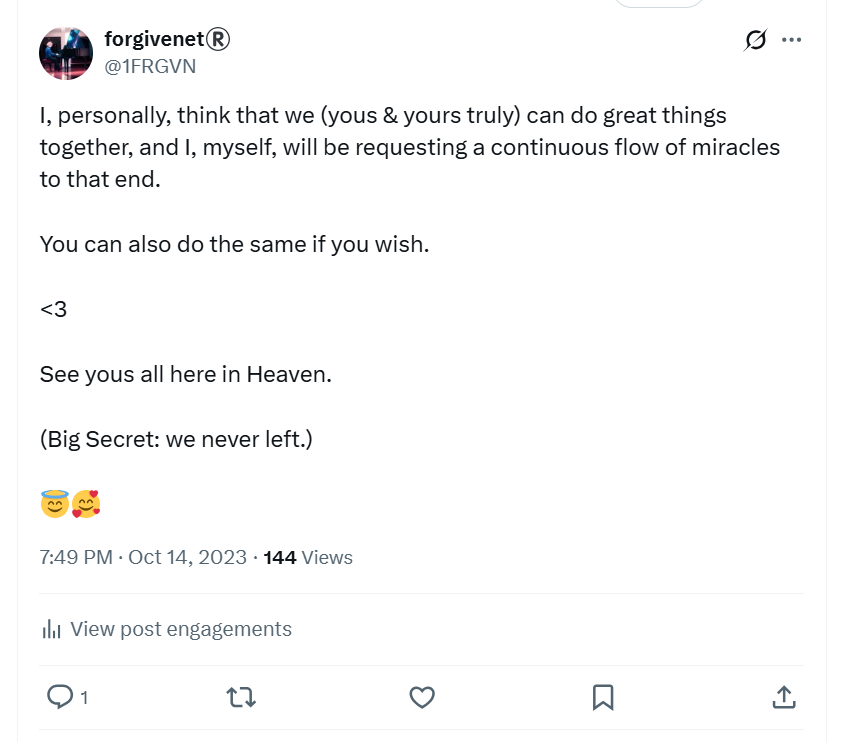 forgivenet®
@1FRGVN
I, personally, think that we (yous & yours truly) can do great things
together, and I, myself, will be requesting a continuous flow of miracles
to that end.
You can also do the same if you wish.
<3
See yous all here in Heaven.
(Big Secret: we never left.)
😇🥰
7:49 PM · Oct 14, 2023 · 144 Views
View post engagements
1